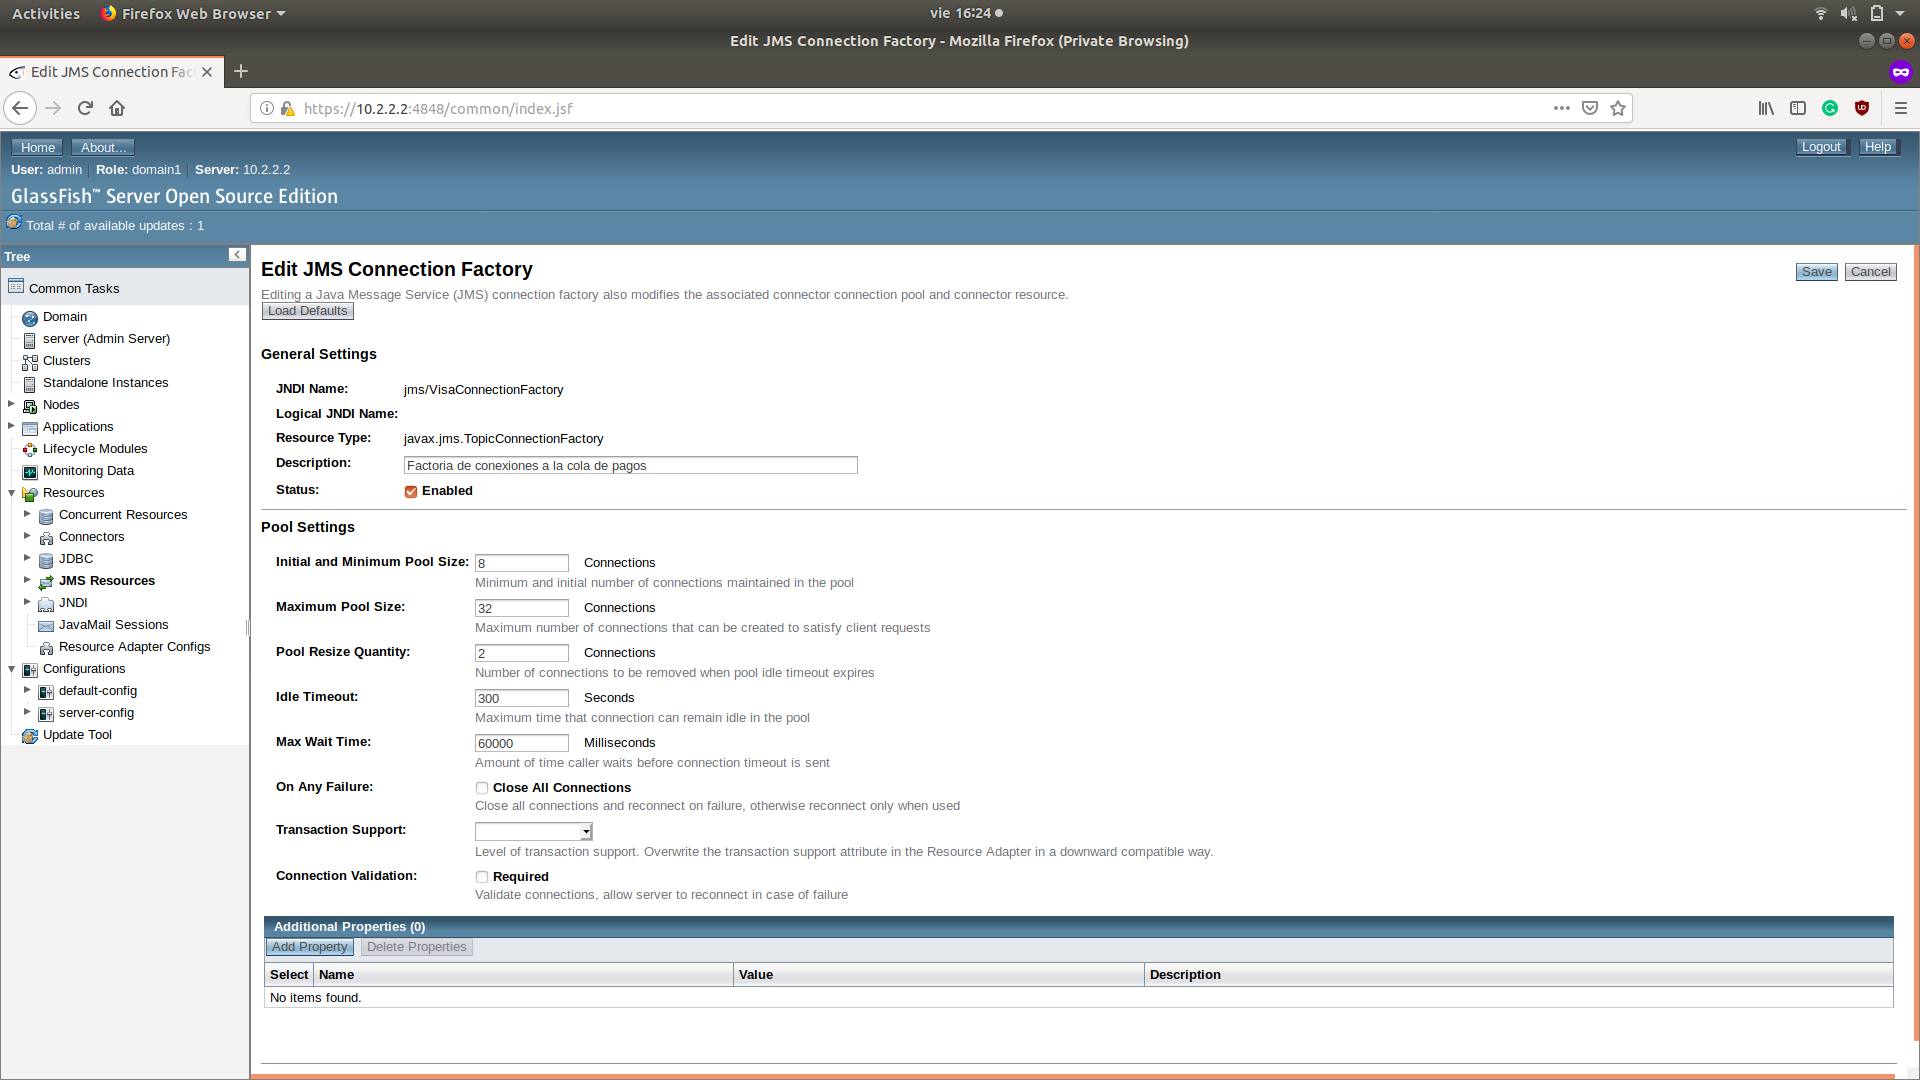 Activities Firefox Web Browser vie 16:24
Edit JMS Connection Factory - Mozilla Firefox (Private Browsing)
Edit JMS Connection Fac
https://10.2.2.2:4848/common/index.jsf
Home About... Logout Help
User: admin Role: domain1 Server: 10.2.2.2
GlassFish™ Server Open Source Edition
Total # of available updates : 1
Tree
Common Tasks
Domain
server (Admin Server)
Clusters
Standalone Instances
Nodes
Applications
Lifecycle Modules
Monitoring Data
Resources
Concurrent Resources
Connectors
JDBC
JMS Resources
JNDI
JavaMail Sessions
Resource Adapter Configs
Configurations
default-config
server-config
Update Tool
Edit JMS Connection Factory
Save Cancel
Editing a Java Message Service (JMS) connection factory also modifies the associated connector connection pool and connector resource.
Load Defaults
General Settings
JNDI Name: jms/VisaConnectionFactory
Logical JNDI Name:
Resource Type: javax.jms.TopicConnectionFactory
Description: Factoria de conexiones a la cola de pagos
Status: Enabled
Pool Settings
Initial and Minimum Pool Size: 8 Connections
Minimum and initial number of connections maintained in the pool
Maximum Pool Size: 32 Connections
Maximum number of connections that can be created to satisfy client requests
Pool Resize Quantity: 2 Connections
Number of connections to be removed when pool idle timeout expires
Idle Timeout: 300 Seconds
Maximum time that connection can remain idle in the pool
Max Wait Time: 60000 Milliseconds
Amount of time caller waits before connection timeout is sent
On Any Failure: Close All Connections
Close all connections and reconnect on failure, otherwise reconnect only when used
Transaction Support:
Level of transaction support. Overwrite the transaction support attribute in the Resource Adapter in a downward compatible way.
Connection Validation: Required
Validate connections, allow server to reconnect in case of failure
Additional Properties (0)
Add Property Delete Properties
Select Name Value Description
No items found.